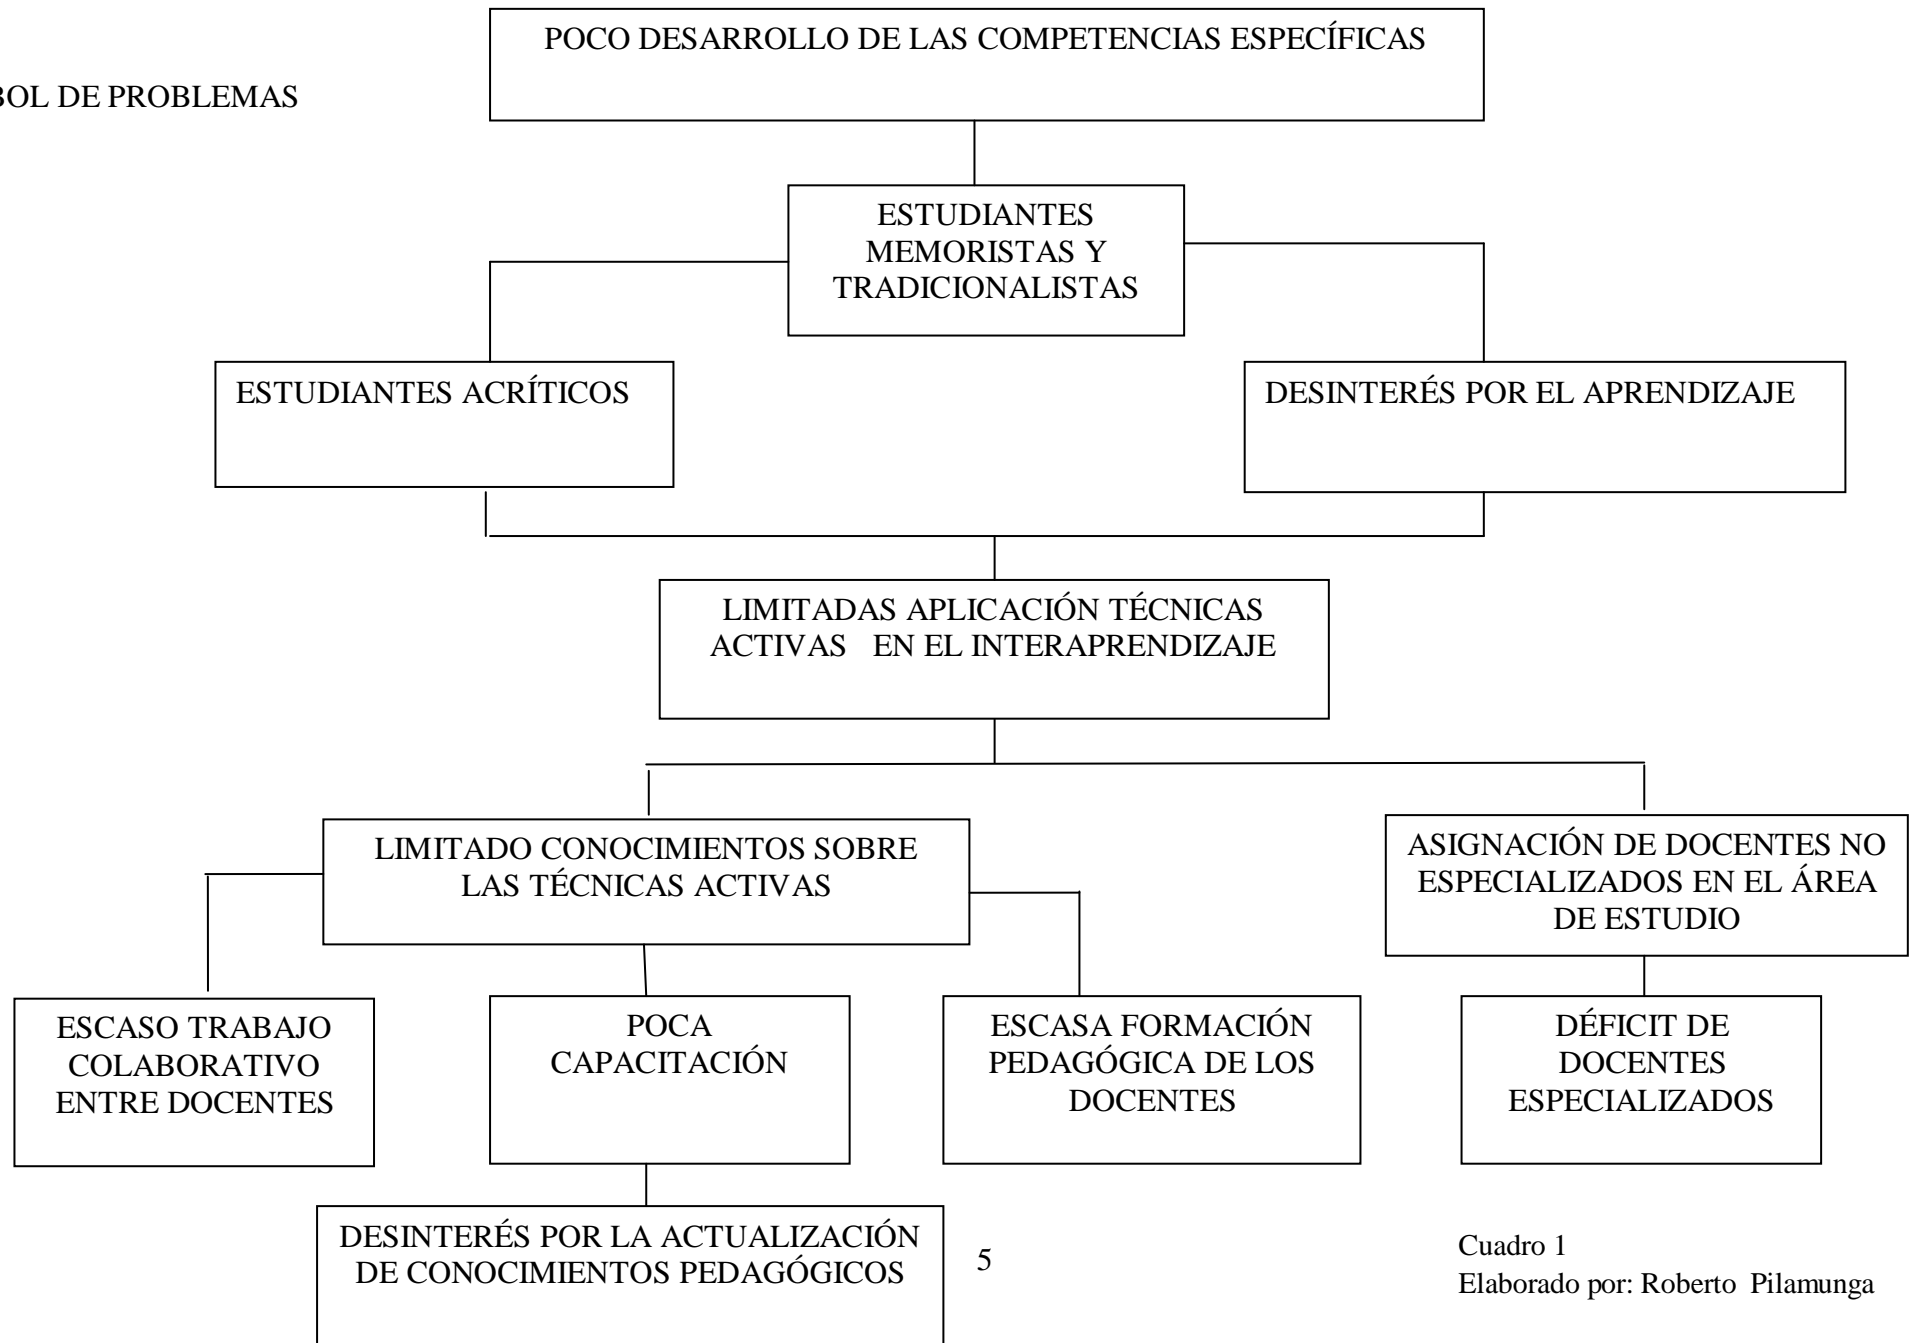 POCO DESARROLLO DE LAS COMPETENCIAS ESPECÍFICAS
BOL DE PROBLEMAS
ESTUDIANTES
MEMORISTAS Y
TRADICIONALISTAS
ESTUDIANTES ACRÍTICOS
DESINTERÉS POR EL APRENDIZAJE
LIMITADAS APLICACIÓN TÉCNICAS
ACTIVAS EN EL INTERAPRENDIZAJE
LIMITADO CONOCIMIENTOS SOBRE
LAS TÉCNICAS ACTIVAS
ASIGNACIÓN DE DOCENTES NO
ESPECIALIZADOS EN EL ÁREA
DE ESTUDIO
ESCASO TRABAJO
COLABORATIVO
ENTRE DOCENTES
POCA
CAPACITACIÓN
ESCASA FORMACIÓN
PEDAGÓGICA DE LOS
DOCENTES
DÉFICIT DE
DOCENTES
ESPECIALIZADOS
DESINTERÉS POR LA ACTUALIZACIÓN
DE CONOCIMIENTOS PEDAGÓGICOS
5
Cuadro 1
Elaborado por: Roberto Pilamunga